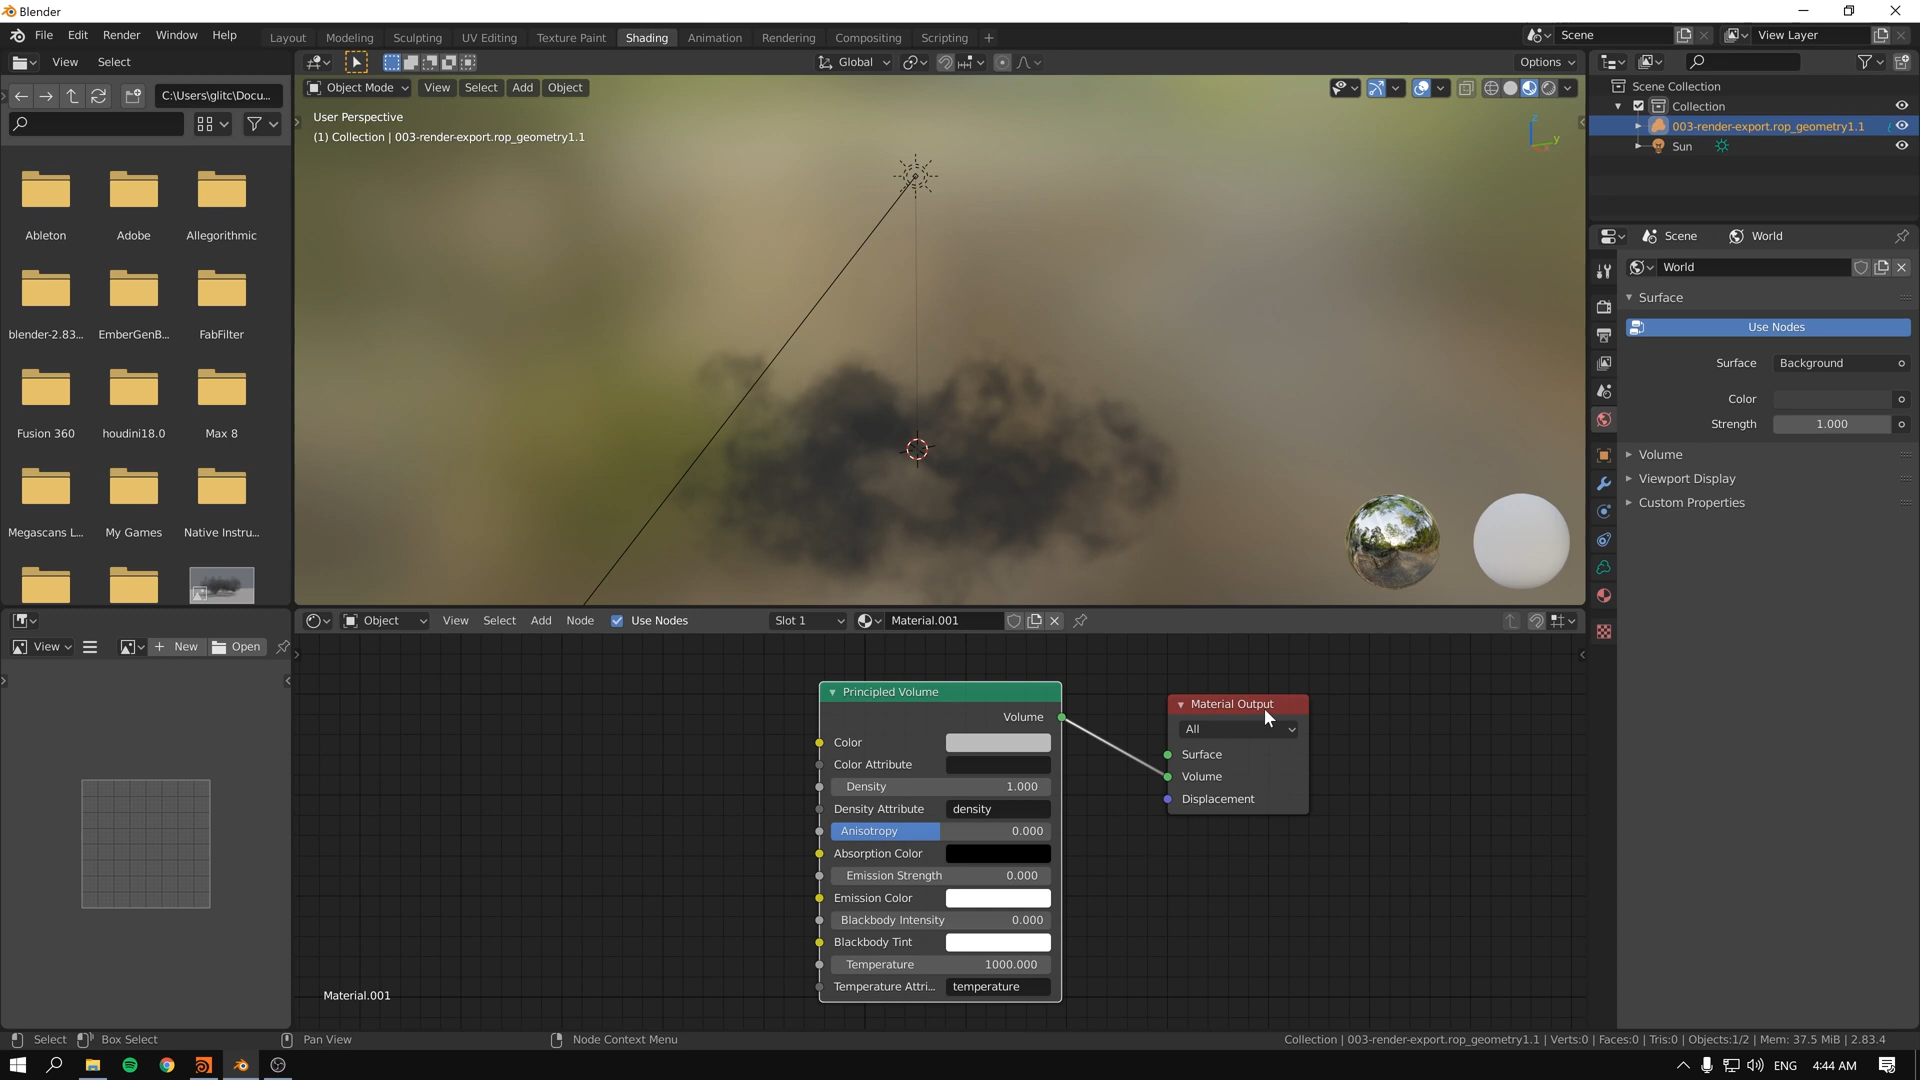 Blender
File Edit Render Window Help
Layout Modeling Sculpting UV Editing Texture Paint Shading Animation Rendering Compositing Scripting +
Scene
View Layer
View Select
Global
Options
C:\Users\glitc\Docu...
Object Mode View Select Add Object
User Perspective
(1) Collection | 003-render-export.rop_geometry1.1
Z
Y
X
Scene Collection
Collection
003-render-export.rop_geometry1.1
Sun
Ableton Adobe Allegorithmic
blender-2.83... EmberGenB... FabFilter
Fusion 360 houdini18.0 Max 8
Megascans L... My Games Native Instru...
Scene World
World
Surface
Use Nodes
Surface Background
Color
Strength 1.000
Volume
Viewport Display
Custom Properties
Object View Select Add Node Use Nodes Slot 1 Material.001
View + New Open
Principled Volume
Volume
Color
Color Attribute
Density 1.000
Density Attribute density
Anisotropy 0.000
Absorption Color
Emission Strength 0.000
Emission Color
Blackbody Intensity 0.000
Blackbody Tint
Temperature 1000.000
Temperature Attri... temperature
Material Output
All
Surface
Volume
Displacement
Material.001
Select Box Select Pan View Node Context Menu
Collection | 003-render-export.rop_geometry1.1 | Verts:0 | Faces:0 | Tris:0 | Objects:1/2 | Mem: 37.5 MiB | 2.83.4
ENG 4:44 AM